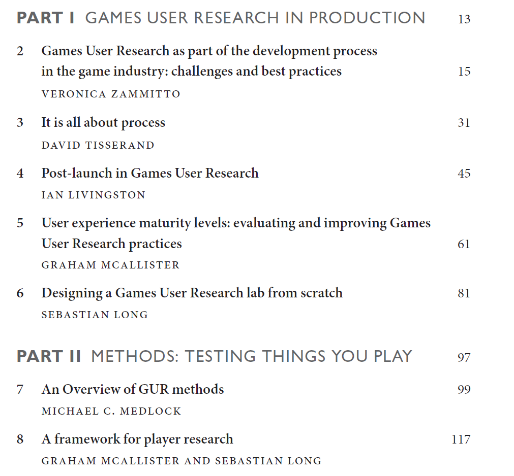 PART I GAMES USER RESEARCH IN PRODUCTION 13
2 Games User Research as part of the development process
in the game industry: challenges and best practices 15
VERONICA ZAMMITTO
3 It is all about process 31
DAVID TISSERAND
4 Post-launch in Games User Research 45
IAN LIVINGSTON
5 User experience maturity levels: evaluating and improving Games
User Research practices 61
GRAHAM MCALLISTER
6 Designing a Games User Research lab from scratch 81
SEBASTIAN LONG
PART II METHODS: TESTING THINGS YOU PLAY 97
7 An Overview of GUR methods 99
MICHAEL C. MEDLOCK
8 A framework for player research 117
GRAHAM MCALLISTER AND SEBASTIAN LONG